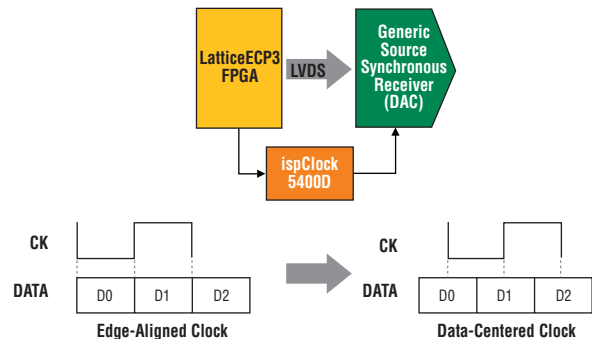 LatticeECP3
FPGA
LVDS
Generic
Source
Synchronous
Receiver
(DAC)
ispClock
5400D
CK
DATA
D0
D1
D2
Edge-Aligned Clock
CK
DATA
D0
D1
D2
Data-Centered Clock